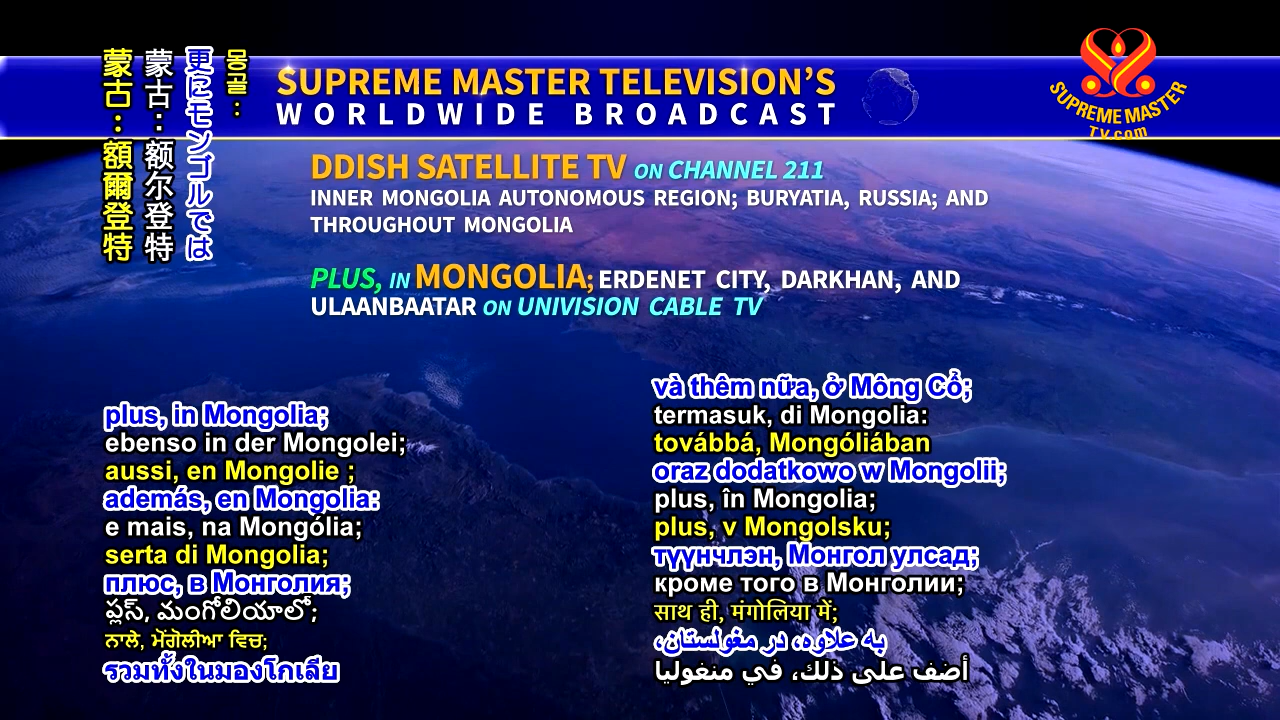 蒙古：額爾登特
蒙古：额尔登特
更にモンゴルでは
몽골：
SUPREME MASTER TELEVISION’S
WORLDWIDE BROADCAST
SUPREME MASTER
TV.com
DDISH SATELLITE TV ON CHANNEL 211
INNER MONGOLIA AUTONOMOUS REGION; BURYATIA, RUSSIA; AND
THROUGHOUT MONGOLIA
PLUS, IN MONGOLIA; ERDENET CITY, DARKHAN, AND
ULAANBAATAR ON UNIVISION CABLE TV
plus, in Mongolia;
ebenso in der Mongolei;
aussi, en Mongolie ;
además, en Mongolia:
e mais, na Mongólia;
serta di Mongolia;
плюс, в Монголия;
ప్లస్, మంగోలియాలో;
ਨਾਲੇ, ਮੋਂਗੋਲੀਆ ਵਿਚ;
รวมทั้งในมองโกเลีย
và thêm nữa, ở Mông Cổ;
termasuk, di Mongolia:
továbbá, Mongóliában
oraz dodatkowo w Mongolii;
plus, în Mongolia;
plus, v Mongolsku;
түүнчлэн, Монгол улсад;
кроме того в Монголии;
साथ ही, मंगोलिया में;
به علاوه، در مغولستان،
أضف على ذلك، في منغوليا